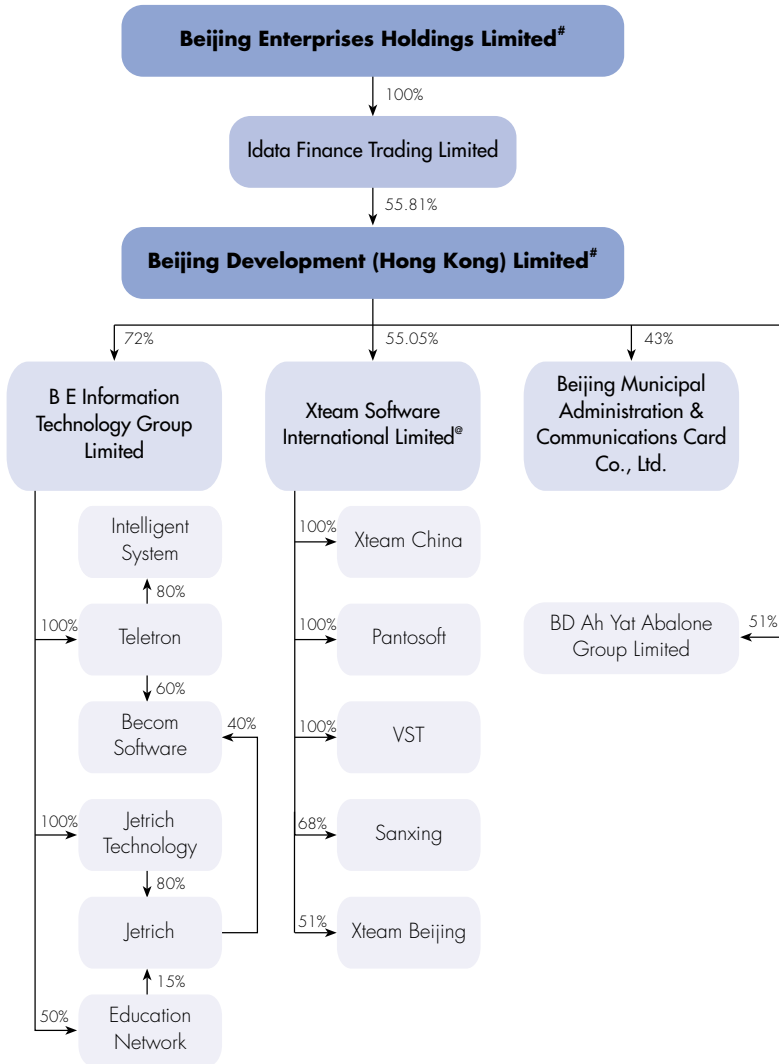 Beijing Enterprises Holdings Limited#
100%
Idata Finance Trading Limited
55.81%
Beijing Development (Hong Kong) Limited#
72%
55.05%
43%
B E Information
Technology Group
Limited
Xteam Software
International Limited@
Beijing Municipal
Administration &
Communications Card
Co., Ltd.
Intelligent
System
80%
100%
Teletron
60%
Becom
Software
40%
100%
Jetrich
Technology
80%
Jetrich
15%
50%
Education
Network
100%
Xteam China
100%
Pantosoft
100%
VST
68%
Sanxing
51%
Xteam Beijing
BD Ah Yat Abalone
Group Limited
51%